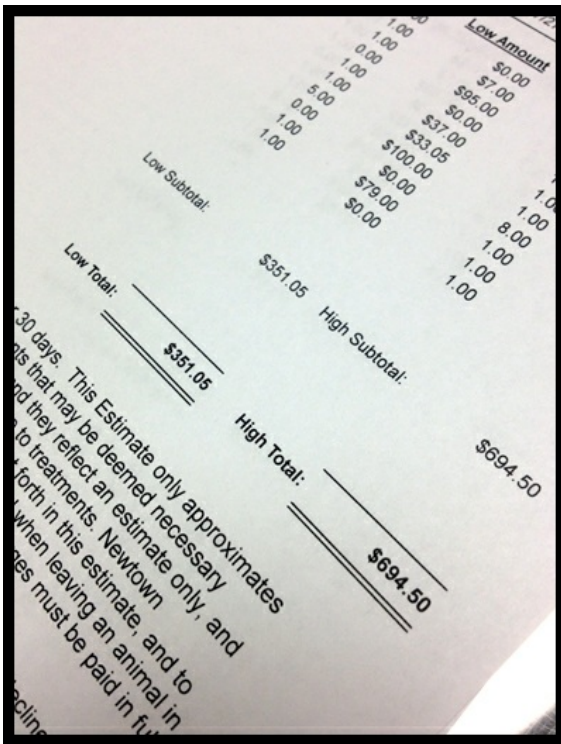 Low Amount
$0.00
1.00 $7.00
1.00 $95.00
0.00 $0.00
1.00 $37.00
1.00 $33.05 1.00
5.00 $100.00 8.00
0.00 $0.00 1.00
1.00 $79.00 1.00
1.00 $0.00 1.00
Low Subtotal: $351.05 High Subtotal: $694.50
Low Total: $351.05 High Total: $694.50
30 days. This Estimate only approximates
that may be deemed necessary
they reflect an estimate only, and
to treatments. Newtown
forth in this estimate, and to
when leaving an animal in
must be paid in